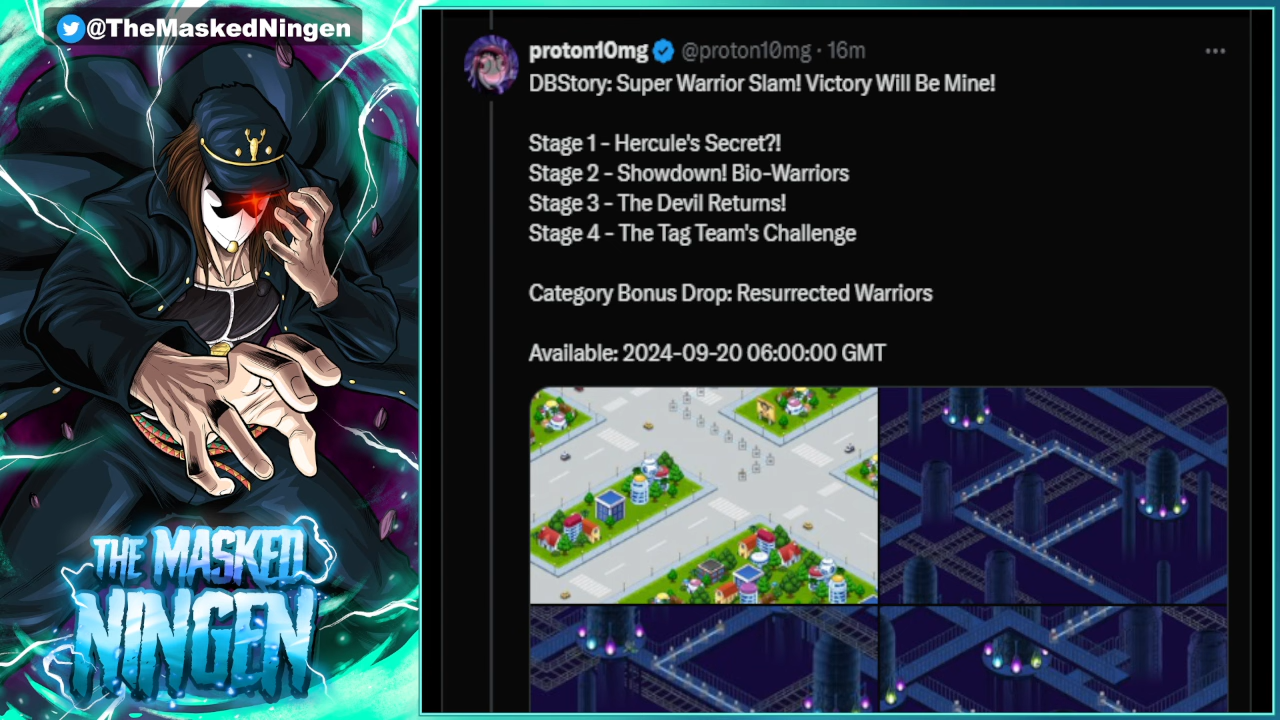 @TheMaskedNingen
proton10mg @proton10mg · 16m
DBStory: Super Warrior Slam! Victory Will Be Mine!
Stage 1 - Hercule's Secret?!
Stage 2 - Showdown! Bio-Warriors
Stage 3 - The Devil Returns!
Stage 4 - The Tag Team's Challenge
Category Bonus Drop: Resurrected Warriors
Available: 2024-09-20 06:00:00 GMT
THE MASKED
NINGEN